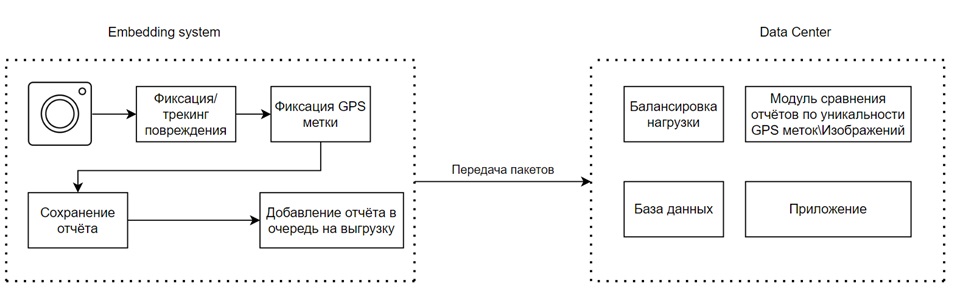 Embedding system
Data Center
Фиксация/
трекинг
повреждения
Фиксация GPS
метки
Сохранение
отчёта
Добавление отчёта в
очередь на выгрузку
Передача пакетов
Балансировка
нагрузки
Модуль сравнения
отчётов по уникальности
GPS меток\Изображений
База данных
Приложение